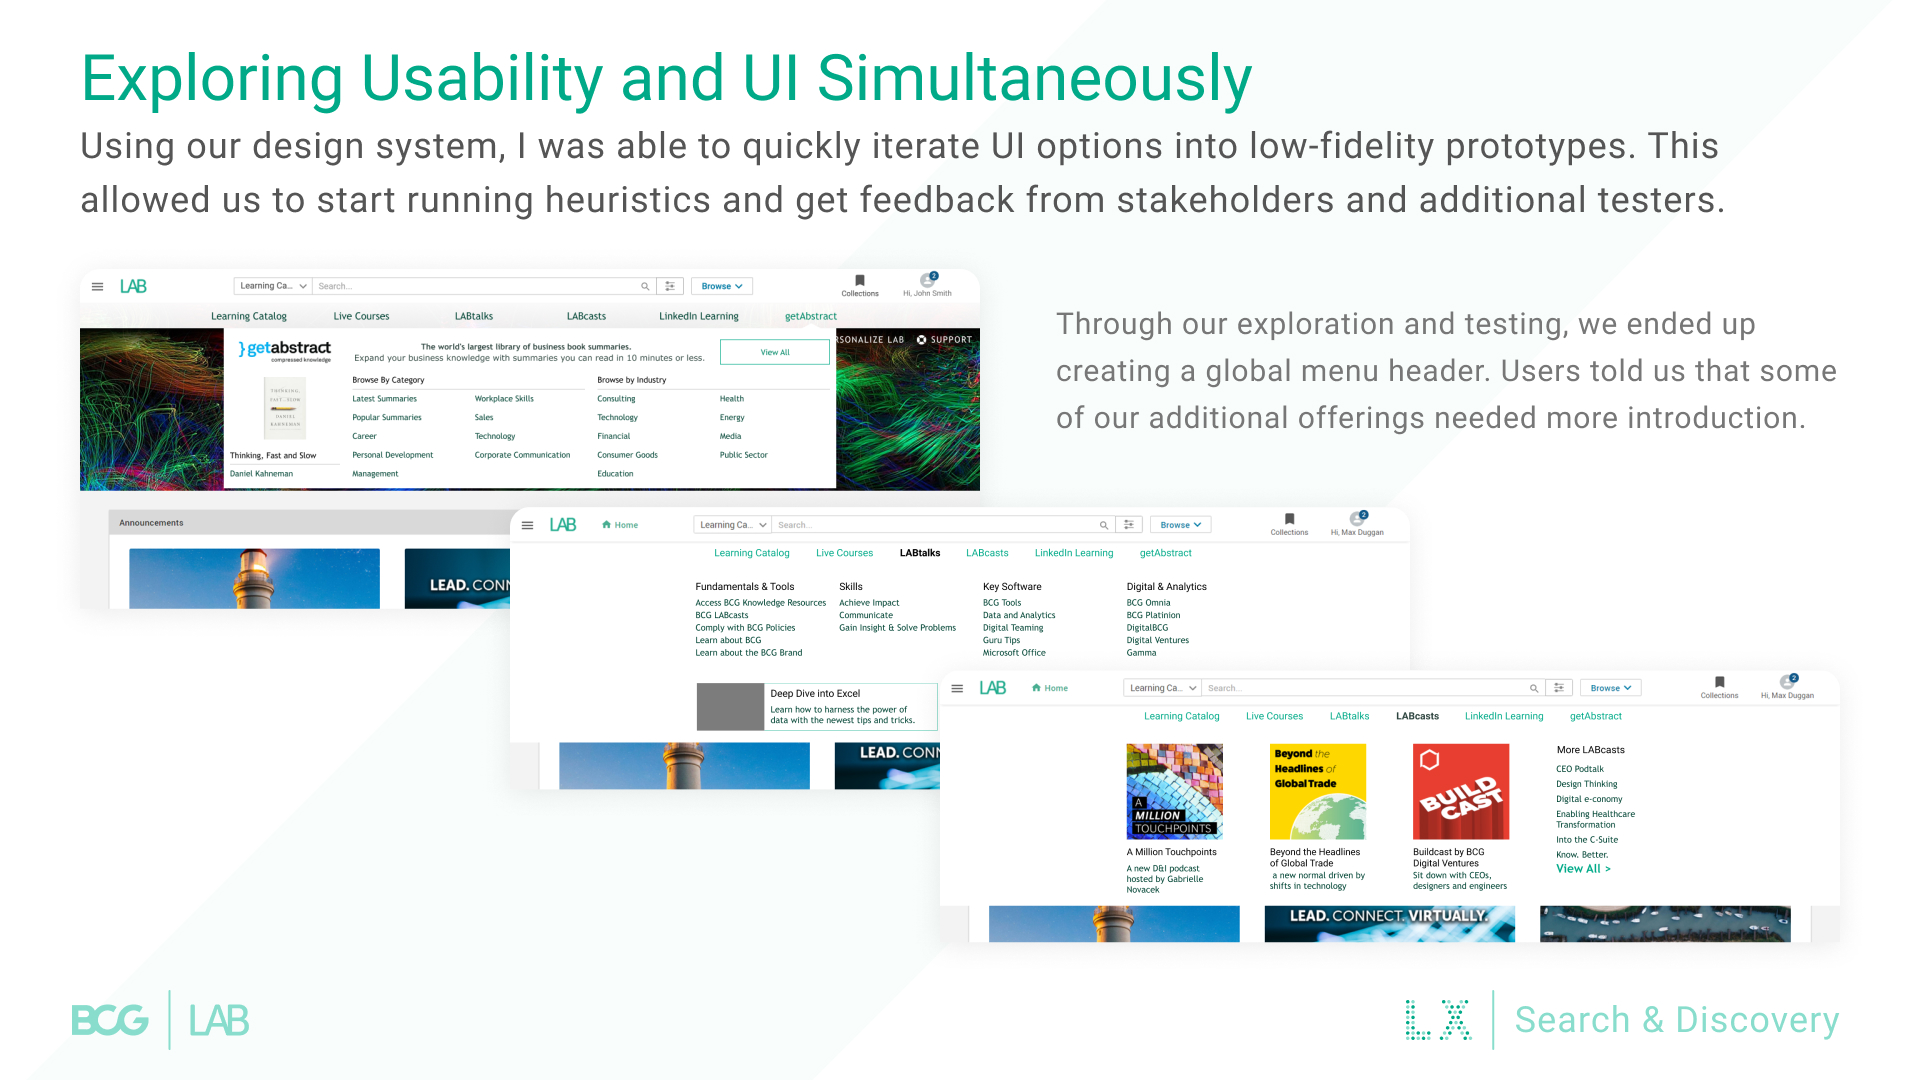 Exploring Usability and UI Simultaneously
Using our design system, I was able to quickly iterate UI options into low-fidelity prototypes. This
allowed us to start running heuristics and get feedback from stakeholders and additional testers.
LAB
Learning Ca...
Search...
Browse
Collections
2
Hi, John Smith
Learning Catalog
Live Courses
LABtalks
LABcasts
LinkedIn Learning
getAbstract
}getabstract
compressed knowledge
The world's largest library of business book summaries.
Expand your business knowledge with summaries you can read in 10 minutes or less.
View All
RSONALIZE LAB
SUPPORT
THINKING,
FAST AND SLOW
DANIEL
KAHNEMAN
Thinking, Fast and Slow
Daniel Kahneman
Browse By Category
Latest Summaries
Popular Summaries
Career
Personal Development
Management
Workplace Skills
Sales
Technology
Corporate Communication
Browse by Industry
Consulting
Technology
Financial
Consumer Goods
Education
Health
Energy
Media
Public Sector
Announcements
LEAD. CONN
Through our exploration and testing, we ended up
creating a global menu header. Users told us that some
of our additional offerings needed more introduction.
LAB
Home
Learning Ca...
Search...
Browse
Collections
2
Hi, Max Duggan
Learning Catalog
Live Courses
LABtalks
LABcasts
LinkedIn Learning
getAbstract
Fundamentals & Tools
Access BCG Knowledge Resources
BCG LABcasts
Comply with BCG Policies
Learn about BCG
Learn about the BCG Brand
Skills
Achieve Impact
Communicate
Gain Insight & Solve Problems
Key Software
BCG Tools
Data and Analytics
Digital Teaming
Guru Tips
Microsoft Office
Digital & Analytics
BCG Omnia
BCG Platinion
DigitalBCG
Digital Ventures
Gamma
Deep Dive into Excel
Learn how to harness the power of
data with the newest tips and tricks.
LEAD. CONN
LAB
Home
Learning Ca...
Search...
Browse
Collections
2
Hi, Max Duggan
Learning Catalog
Live Courses
LABtalks
LABcasts
LinkedIn Learning
getAbstract
A
MILLION
TOUCHPOINTS
A Million Touchpoints
A new D&I podcast
hosted by Gabrielle
Novacek
Beyond the
Headlines of
Global Trade
Beyond the Headlines
of Global Trade
a new normal driven by
shifts in technology
BUILD
CAST
Buildcast by BCG
Digital Ventures
Sit down with CEOs,
designers and engineers
More LABcasts
CEO Podtalk
Design Thinking
Digital e-conomy
Enabling Healthcare
Transformation
Into the C-Suite
Know. Better.
View All >
LEAD. CONNECT. VIRTUALLY.
BCG LAB
LX Search & Discovery